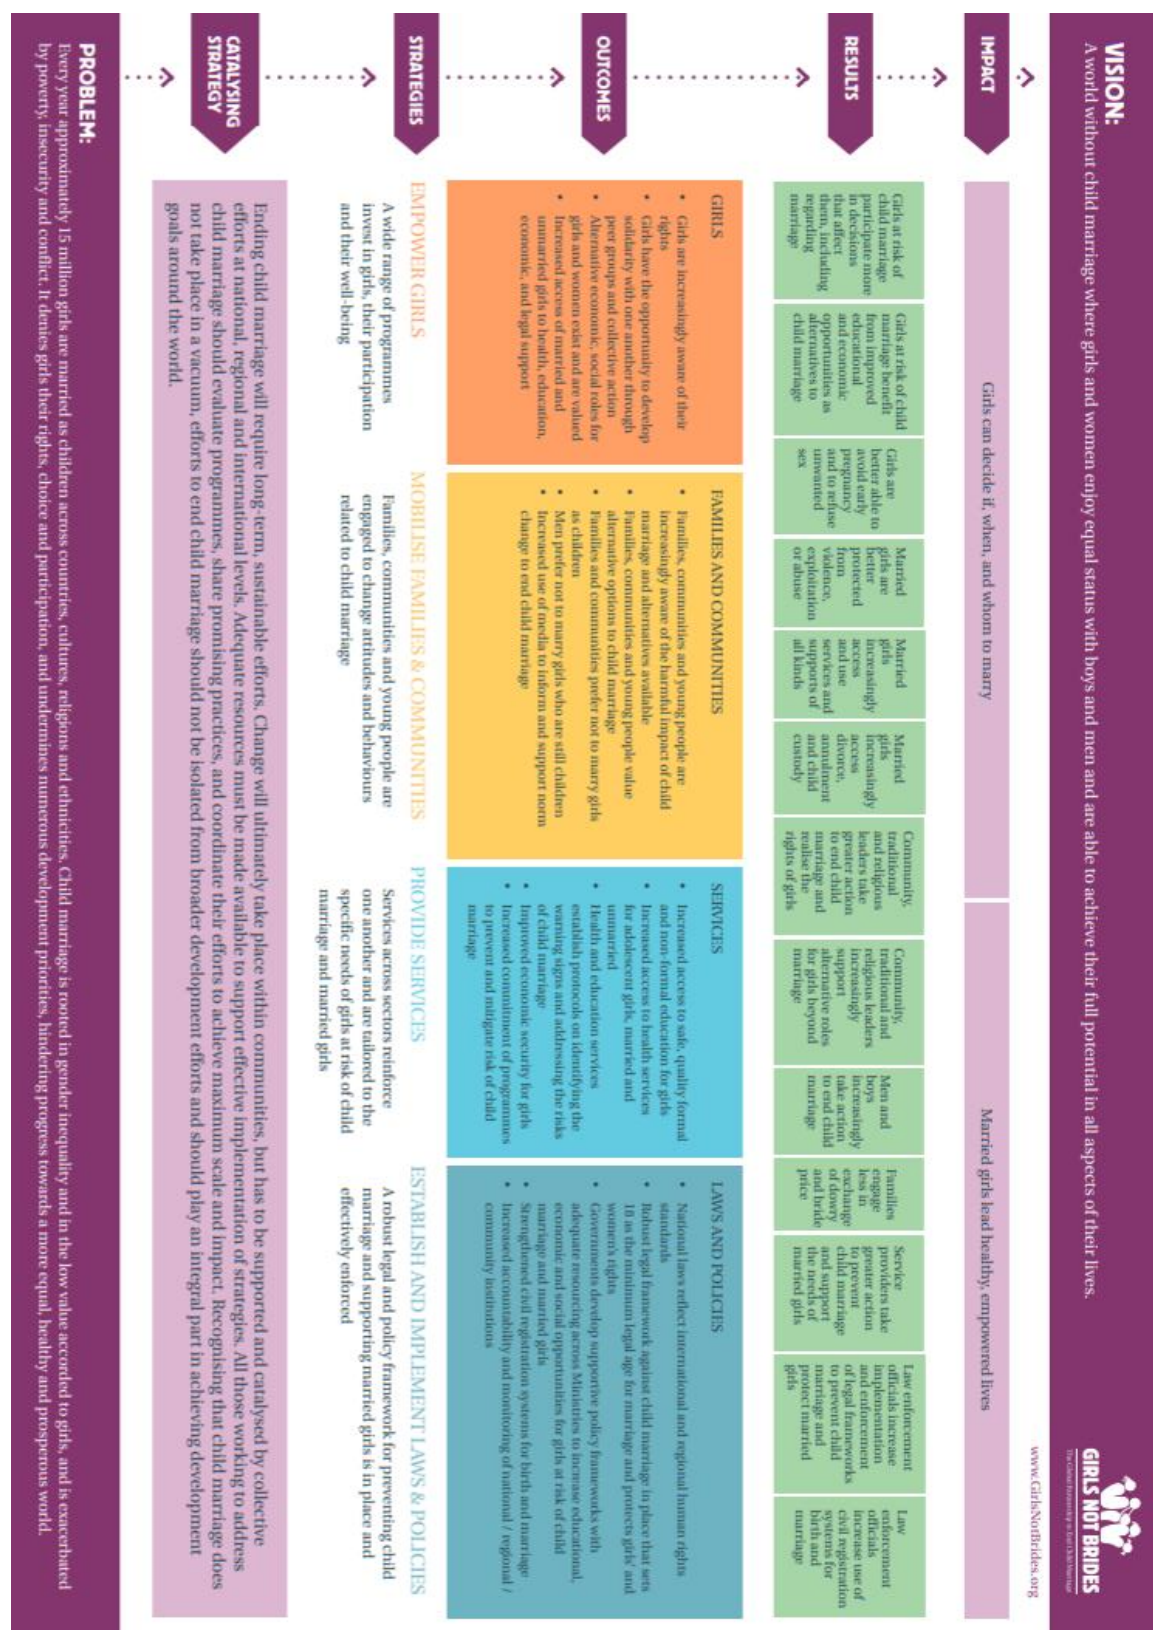 VISION:
A world without child marriage where girls and women enjoy equal status with boys and men and are able to achieve their full potential in all aspects of their lives.
GIRLS NOT BRIDES
The Global Partnership to End Child Marriage
www.GirlsNotBrides.org
IMPACT
Girls can decide if, when, and whom to marry
Married girls lead healthy, empowered lives
RESULTS
Girls at risk of
child marriage
participate more
in decisions
that affect
them, including
regarding
marriage
Girls at risk of child
marriage benefit
from improved
educational
and economic
opportunities as
alternatives to
child marriage
Girls are
better able to
avoid early
pregnancy
and to refuse
unwanted
sex
Married
girls are
better
protected
from
violence,
exploitation
or abuse
Married
girls
increasingly
access
and use
services and
supports of
all kinds
Married
girls
increasingly
access
divorce,
annulment
and child
custody
Community,
traditional
and religious
leaders take
greater action
to end child
marriage and
realise the
rights of girls
Community,
traditional and
religious leaders
increasingly
support
alternative roles
for girls beyond
marriage
Men and
boys
increasingly
take action
to end child
marriage
Families
engage
less in
exchange
of dowry
and bride
price
Service
providers take
greater action
to prevent
child marriage
and support
the needs of
married girls
Law enforcement
officials increase
implementation
and enforcement
of legal frameworks
to prevent child
marriage and
protect married
girls
Law
enforcement
officials
increase use of
civil registration
systems for
birth and
marriage
OUTCOMES
GIRLS
• Girls are increasingly aware of their
rights
• Girls have the opportunity to develop
solidarity with one another through
peer groups and collective action
• Alternative economic, social roles for
girls and women exist and are valued
• Increased access of married and
unmarried girls to health, education,
economic, and legal support
FAMILIES AND COMMUNITIES
• Families, communities and young people are
increasingly aware of the harmful impact of child
marriage and alternatives available
• Families, communities and young people value
alternative options to child marriage
• Families and communities prefer not to marry girls
as children
• Men prefer not to marry girls who are still children
• Increased use of media to inform and support norm
change to end child marriage
SERVICES
• Increased access to safe, quality formal
and non-formal education for girls
• Increased access to health services
for adolescent girls, married and
unmarried
• Health and education services
establish protocols on identifying the
warning signs and addressing the risks
of child marriage
• Improved economic security for girls
• Increased commitment of programmes
to prevent and mitigate risk of child
marriage
LAWS AND POLICIES
• National laws reflect international and regional human rights
standards
• Robust legal framework against child marriage in place that sets
18 as the minimum legal age for marriage and protects girls' and
women's rights
• Governments develop supportive policy frameworks with
adequate resourcing across Ministries to increase educational,
economic and social opportunities for girls at risk of child
marriage and married girls
• Strengthened civil registration systems for birth and marriage
• Increased accountability and monitoring of national / regional /
community institutions
STRATEGIES
EMPOWER GIRLS
A wide range of programmes
invest in girls, their participation
and their well-being
MOBILISE FAMILIES & COMMUNITIES
Families, communities and young people are
engaged to change attitudes and behaviours
related to child marriage
PROVIDE SERVICES
Services across sectors reinforce
one another and are tailored to the
specific needs of girls at risk of child
marriage and married girls
ESTABLISH AND IMPLEMENT LAWS & POLICIES
A robust legal and policy framework for preventing child
marriage and supporting married girls is in place and
effectively enforced
CATALYSING
STRATEGY
Ending child marriage will require long-term, sustainable efforts. Change will ultimately take place within communities, but has to be supported and catalysed by collective
efforts at national, regional and international levels. Adequate resources must be made available to support effective implementation of strategies. All those working to address
child marriage should evaluate programmes, share promising practices, and coordinate their efforts to achieve maximum scale and impact. Recognising that child marriage does
not take place in a vacuum, efforts to end child marriage should not be isolated from broader development efforts and should play an integral part in achieving development
goals around the world.
PROBLEM:
Every year approximately 15 million girls are married as children across countries, cultures, religions and ethnicities. Child marriage is rooted in gender inequality and in the low value accorded to girls, and is exacerbated
by poverty, insecurity and conflict. It denies girls their rights, choice and participation, and undermines numerous development priorities, hindering progress towards a more equal, healthy and prosperous world.